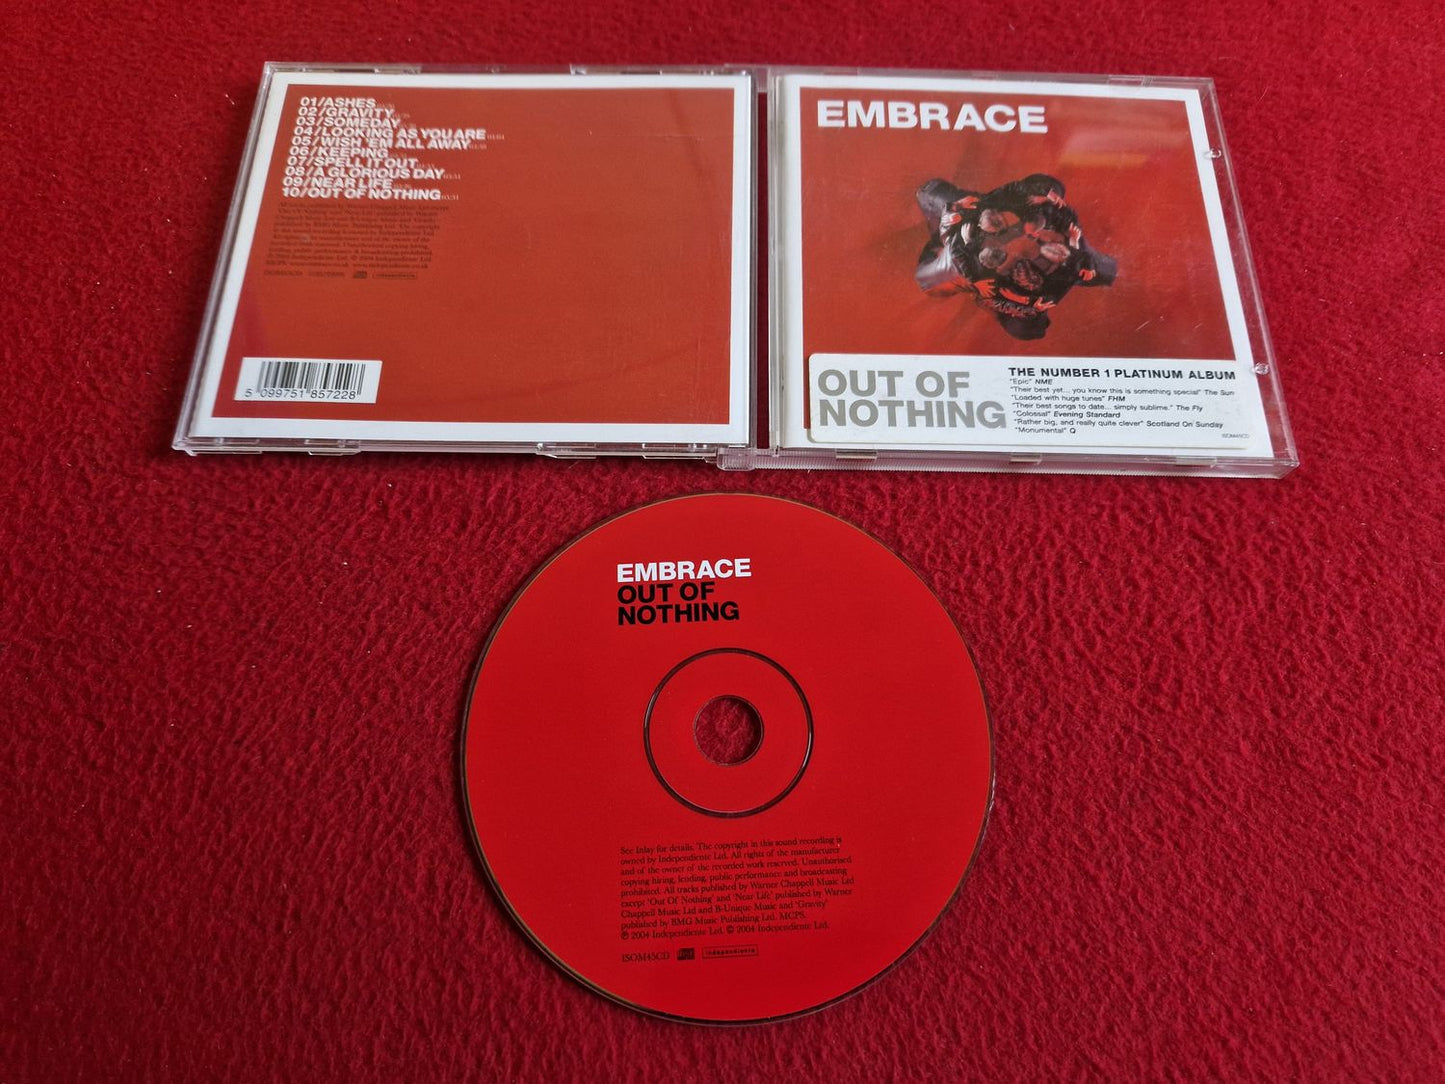 01/ASHES
02/GRAVITY
03/SOMEDAY
04/LOOKING AS YOU ARE
05/WISH 'EM ALL AWAY
06/KEEPING
07/SPELL IT OUT
08/A GLORIOUS DAY
09/NEAR LIFE
10/OUT OF NOTHING
5 099751 857228
EMBRACE
OUT OF
NOTHING
THE NUMBER 1 PLATINUM ALBUM
"Epic" NME
"Their best yet... you know this is something special" The Sun
"Loaded with huge tunes" FHM
"Their best songs to date... simply sublime." The Fly
"Colossal" Evening Standard
"Rather big, and really quite clever" Scotland On Sunday
"Monumental" Q
ISOM45CD
EMBRACE
OUT OF
NOTHING
See Inlay for details. The copyright in this sound recording is
owned by Independiente Ltd. All rights of the manufacturer
and of the owner of the recorded work reserved. Unauthorised
copying hiring, lending, public performance and broadcasting
prohibited. All tracks published by Warner Chappell Music Ltd
except 'Out Of Nothing' and 'Near Life' published by Warner
Chappell Music Ltd and B-Unique Music and 'Gravity'
published by BMG Music Publishing Ltd. MCPS.
℗ 2004 Independiente Ltd. © 2004 Independiente Ltd.
ISOM45CD
independiente